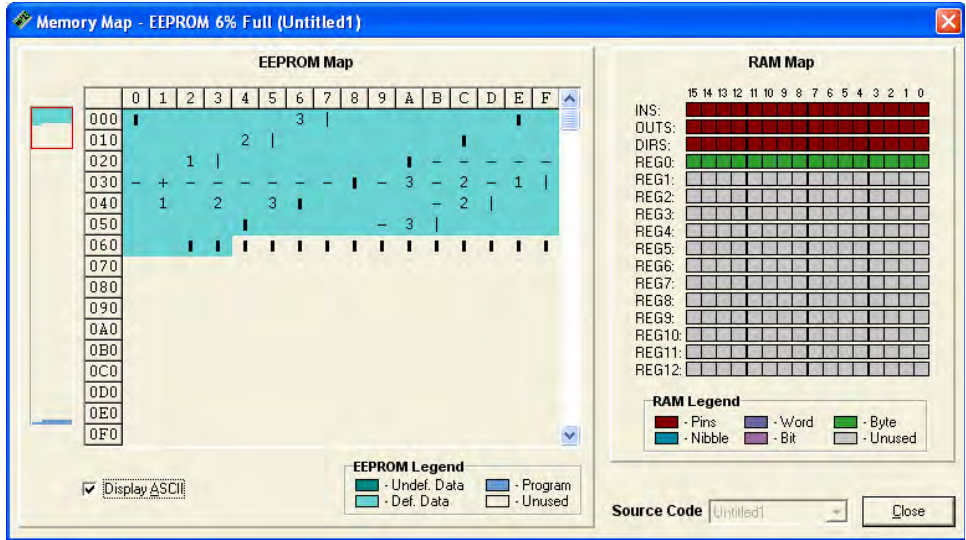 Memory Map - EEPROM 6% Full (Untitled1)
EEPROM Map
0 1 2 3 4 5 6 7 8 9 A B C D E F
000 3 |
010 2 |
020 1 | - - - - -
030 - + - - - - - - - 3 - 2 - 1 |
040 1 2 3 - 2 |
050 - 3 |
060
070
080
090
0A0
0B0
0C0
0D0
0E0
0F0
Display ASCII
EEPROM Legend
- Undef. Data - Program
- Def. Data - Unused
RAM Map
15 14 13 12 11 10 9 8 7 6 5 4 3 2 1 0
INS:
OUTS:
DIRS:
REG0:
REG1:
REG2:
REG3:
REG4:
REG5:
REG6:
REG7:
REG8:
REG9:
REG10:
REG11:
REG12:
RAM Legend
- Pins - Word - Byte
- Nibble - Bit - Unused
Source Code Untitled1 Close